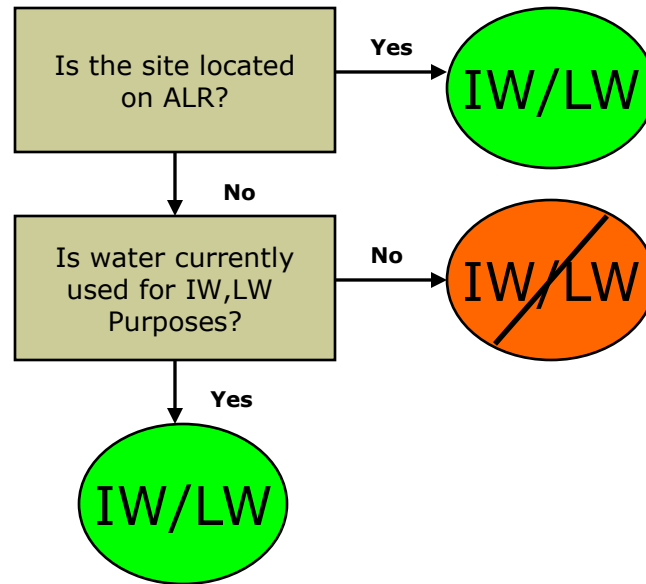 Is the site located
on ALR?
Yes
IW/LW
No
Is water currently
used for IW,LW
Purposes?
No
IW/LW
Yes
IW/LW